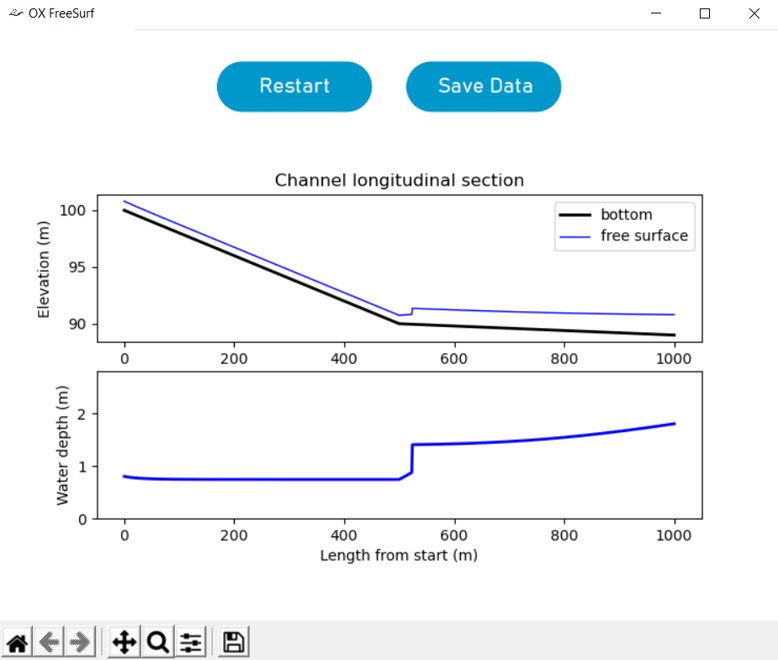 OX FreeSurf
Restart
Save Data
Channel longitudinal section
Elevation (m)
100
95
90
bottom
free surface
0
200
400
600
800
1000
Water depth (m)
2
1
0
0
200
400
600
800
1000
Length from start (m)